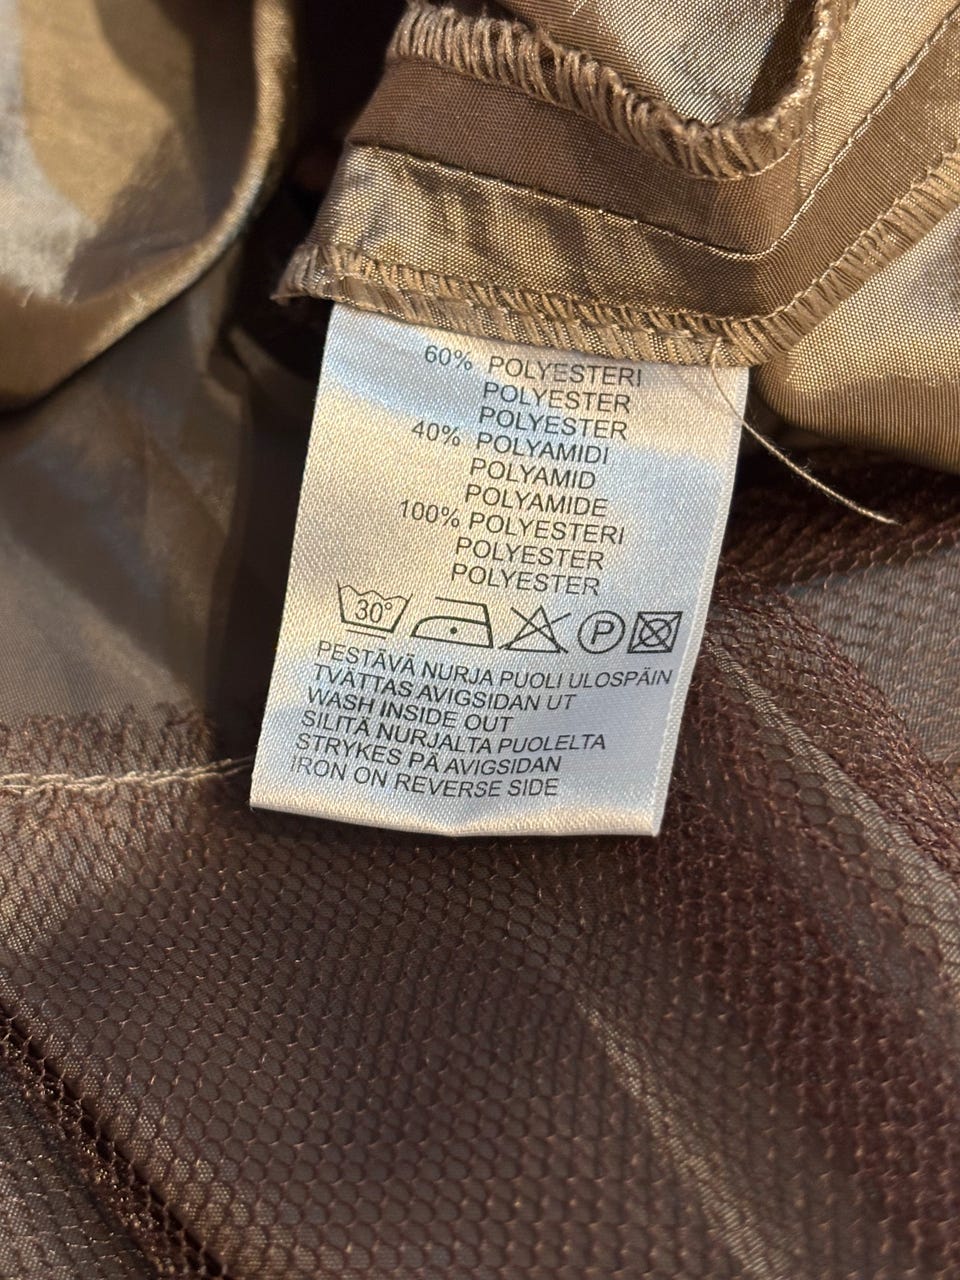 60% POLYESTERI
POLYESTER
POLYESTER
40% POLYAMIDI
POLYAMID
POLYAMIDE
100% POLYESTERI
POLYESTER
POLYESTER
30° P
PESTÄVÄ NURJA PUOLI ULOSPÄIN
TVÄTTAS AVIGSIDAN UT
WASH INSIDE OUT
SILITÄ NURJALTA PUOLELTA
STRYKES PÅ AVIGSIDAN
IRON ON REVERSE SIDE